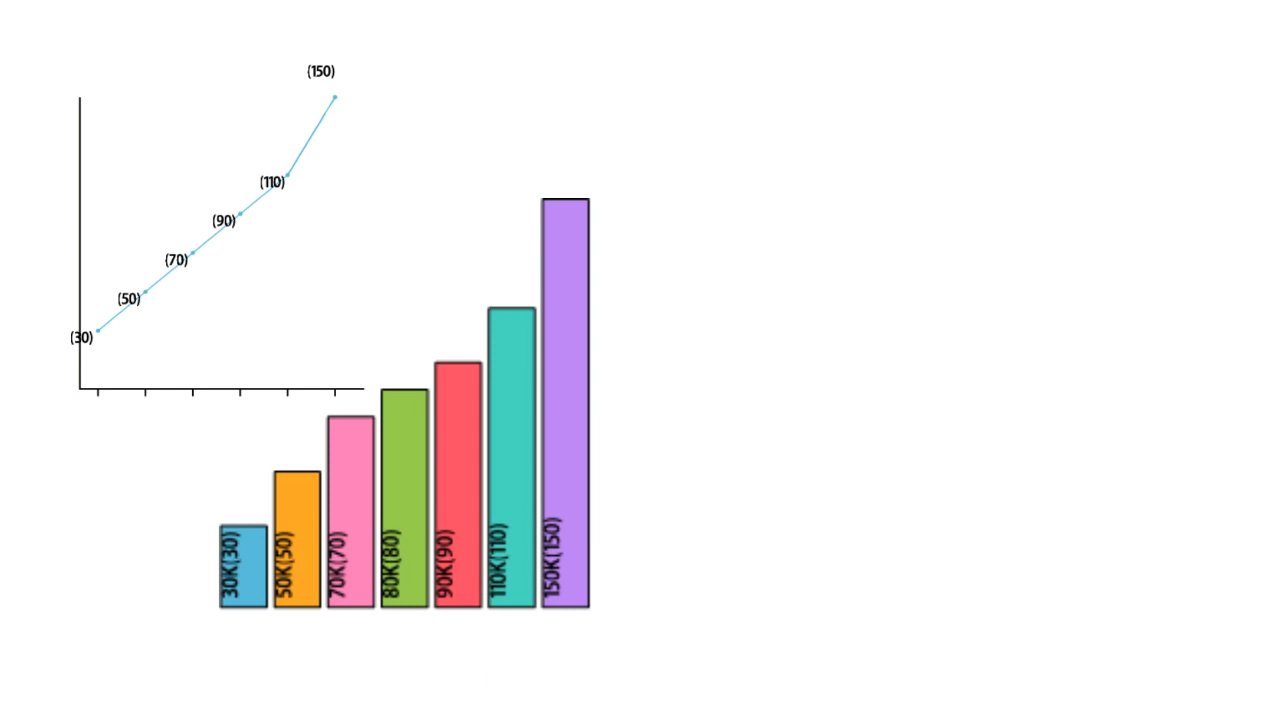 (150)
(110)
(90)
(70)
(50)
(30)
30K(30)
50K(50)
70K(70)
80K(80)
90K(90)
110K(110)
150K(150)